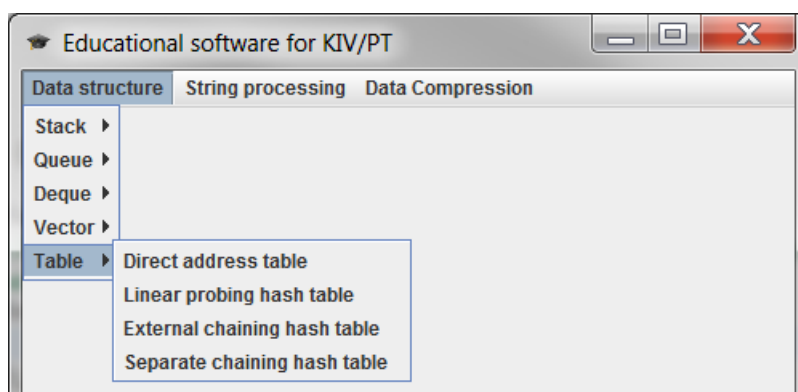 Educational software for KIV/PT
Data structure String processing Data Compression
Stack
Queue
Deque
Vector
Table
Direct address table
Linear probing hash table
External chaining hash table
Separate chaining hash table